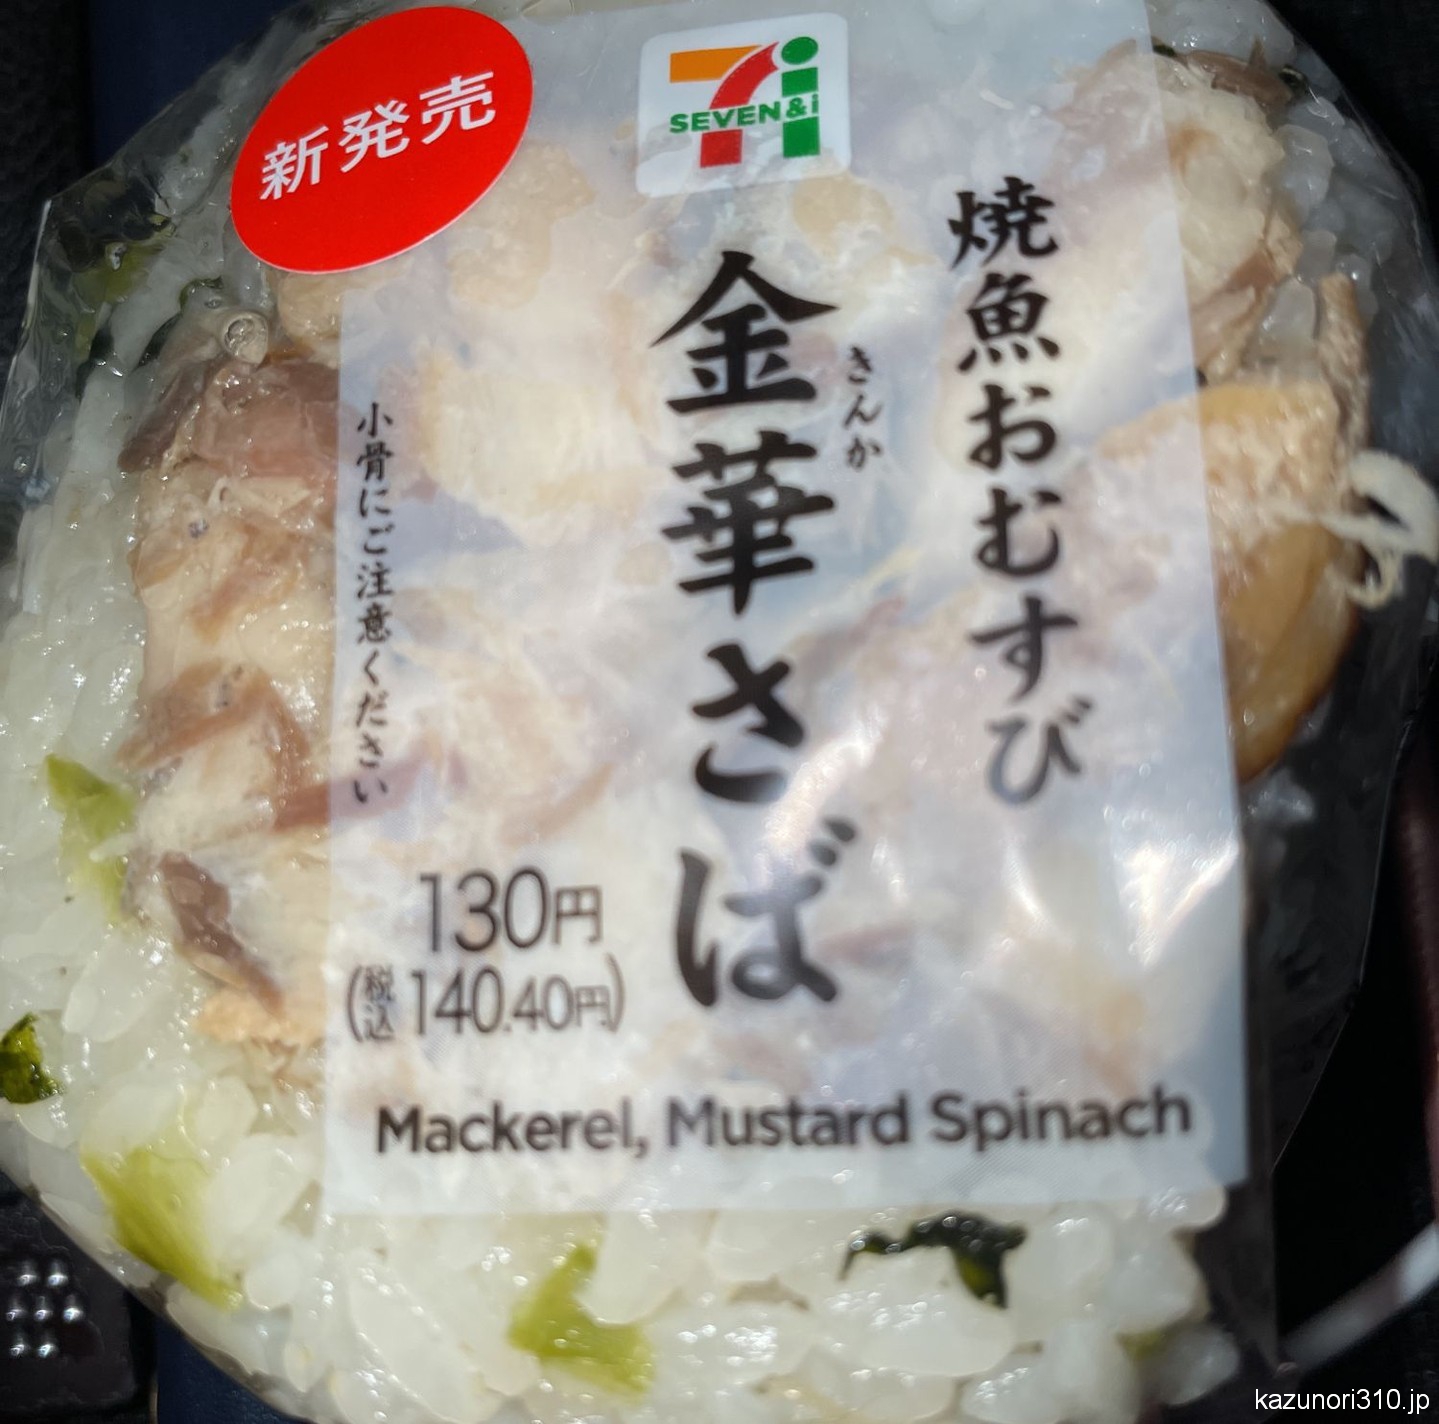 新発売
SEVEN&i
焼魚おむすび
金華さば
きんか
小骨にご注意ください
130円
(税込140.40円)
Mackerel, Mustard Spinach
kazunori310.jp